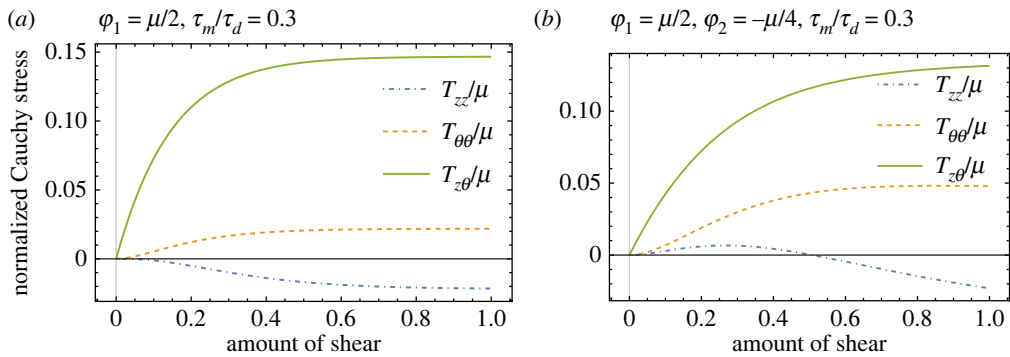 (a) φ1 = μ/2, τm/τd = 0.3
normalized Cauchy stress
0.15
0.10
0.05
0
Tzz/μ
Tθθ/μ
Tzθ/μ
0 0.2 0.4 0.6 0.8 1.0
amount of shear
(b) φ1 = μ/2, φ2 = –μ/4, τm/τd = 0.3
0.10
0.05
0
Tzz/μ
Tθθ/μ
Tzθ/μ
0 0.2 0.4 0.6 0.8 1.0
amount of shear